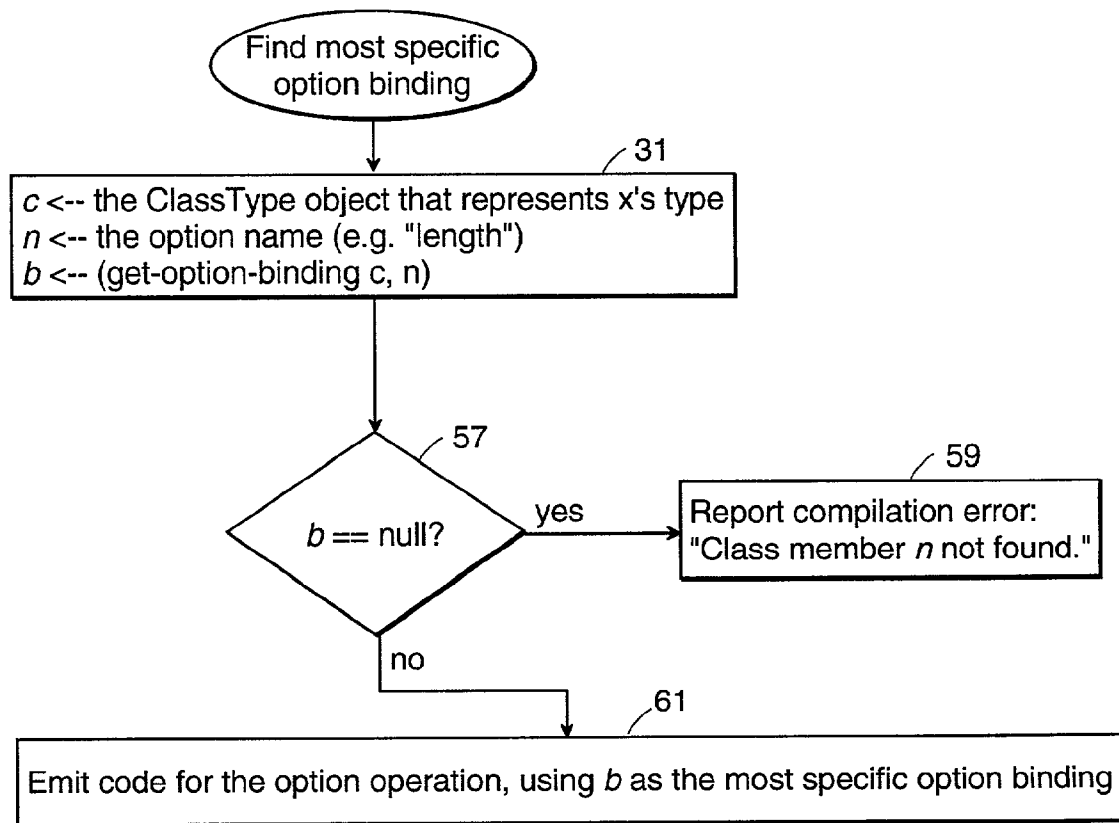 Find most specific
option binding
31
c <-- the ClassType object that represents x's type
n <-- the option name (e.g. "length")
b <-- (get-option-binding c, n)
57
b == null?
yes
59
Report compilation error:
"Class member n not found."
no
61
Emit code for the option operation, using b as the most specific option binding